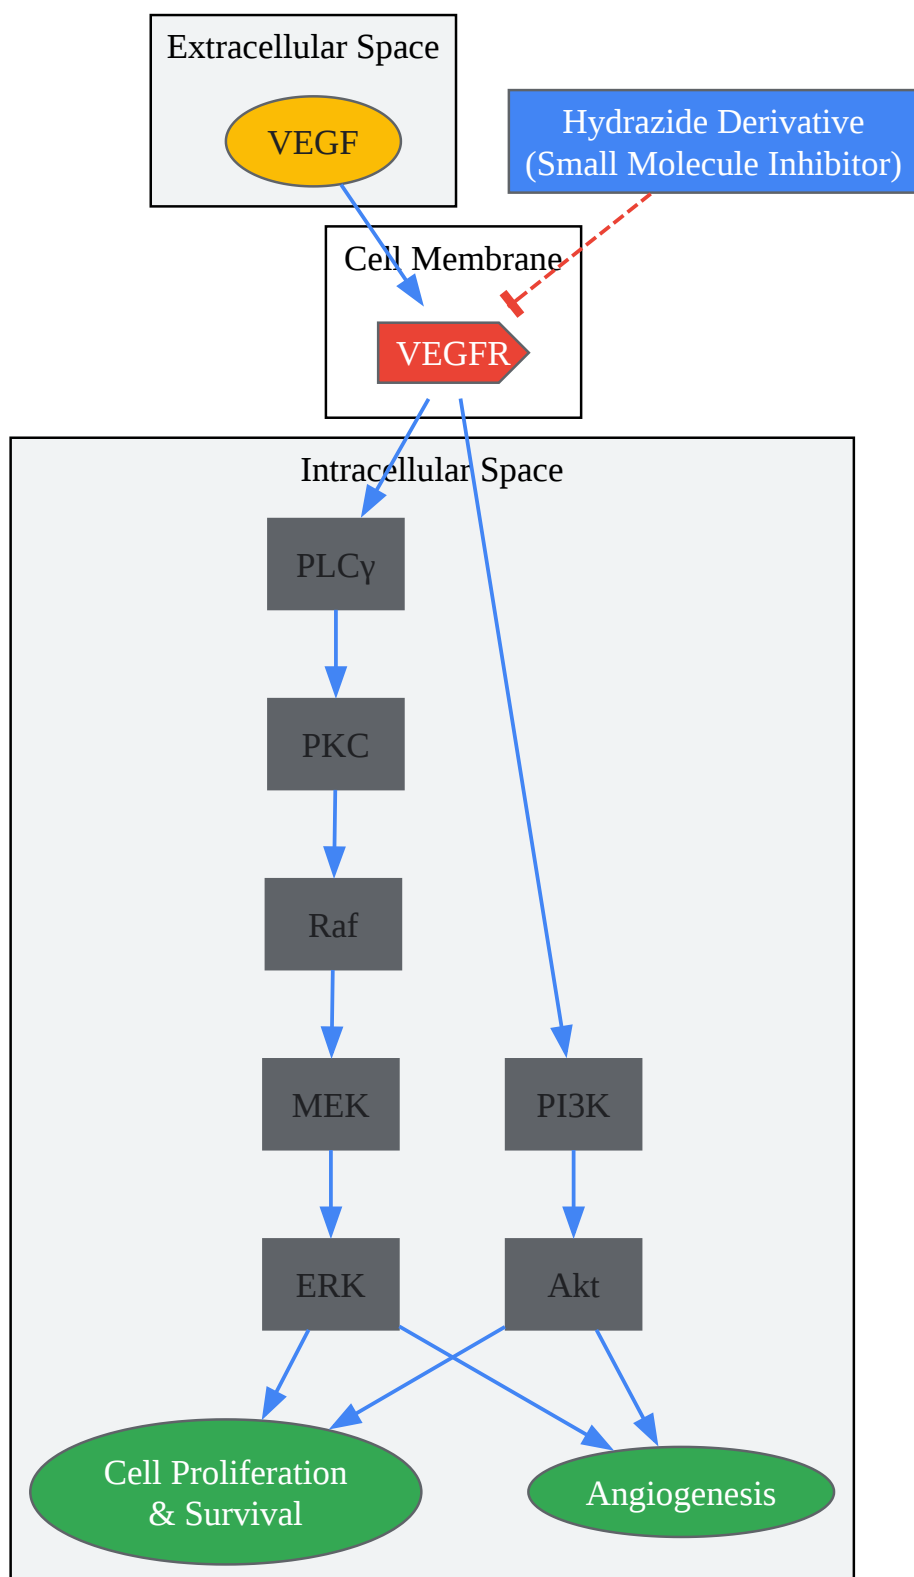 Extracellular Space
VEGF
Hydrazide Derivative
(Small Molecule Inhibitor)
Cell Membrane
VEGFR
Intracellular Space
PLCγ
PKC
Raf
MEK
PI3K
ERK
Akt
Cell Proliferation
& Survival
Angiogenesis